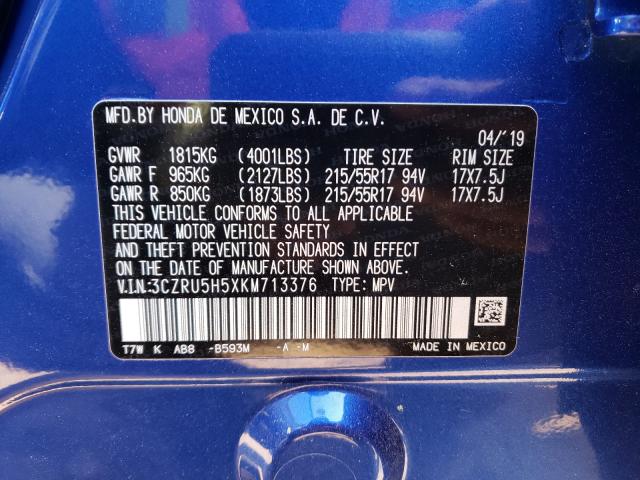 MFD.BY HONDA DE MEXICO S.A. DE C.V.
04/'19
GVWR 1815KG (4001LBS) TIRE SIZE RIM SIZE
GAWR F 965KG (2127LBS) 215/55R17 94V 17X7.5J
GAWR R 850KG (1873LBS) 215/55R17 94V 17X7.5J
THIS VEHICLE CONFORMS TO ALL APPLICABLE
FEDERAL MOTOR VEHICLE SAFETY
AND THEFT PREVENTION STANDARDS IN EFFECT
ON THE DATE OF MANUFACTURE SHOWN ABOVE.
V.I.N:3CZRU5H5XKM713376 TYPE: MPV
T7W K AB8 -B593M -A -M MADE IN MEXICO